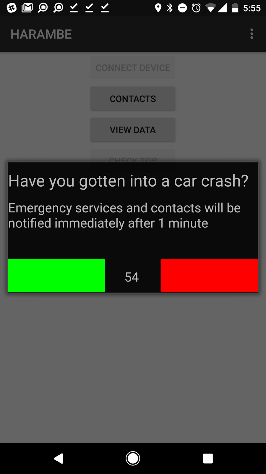 5:55
HARAMBE
CONNECT DEVICE
CONTACTS
VIEW DATA
Have you gotten into a car crash?
Emergency services and contacts will be
notified immediately after 1 minute
54